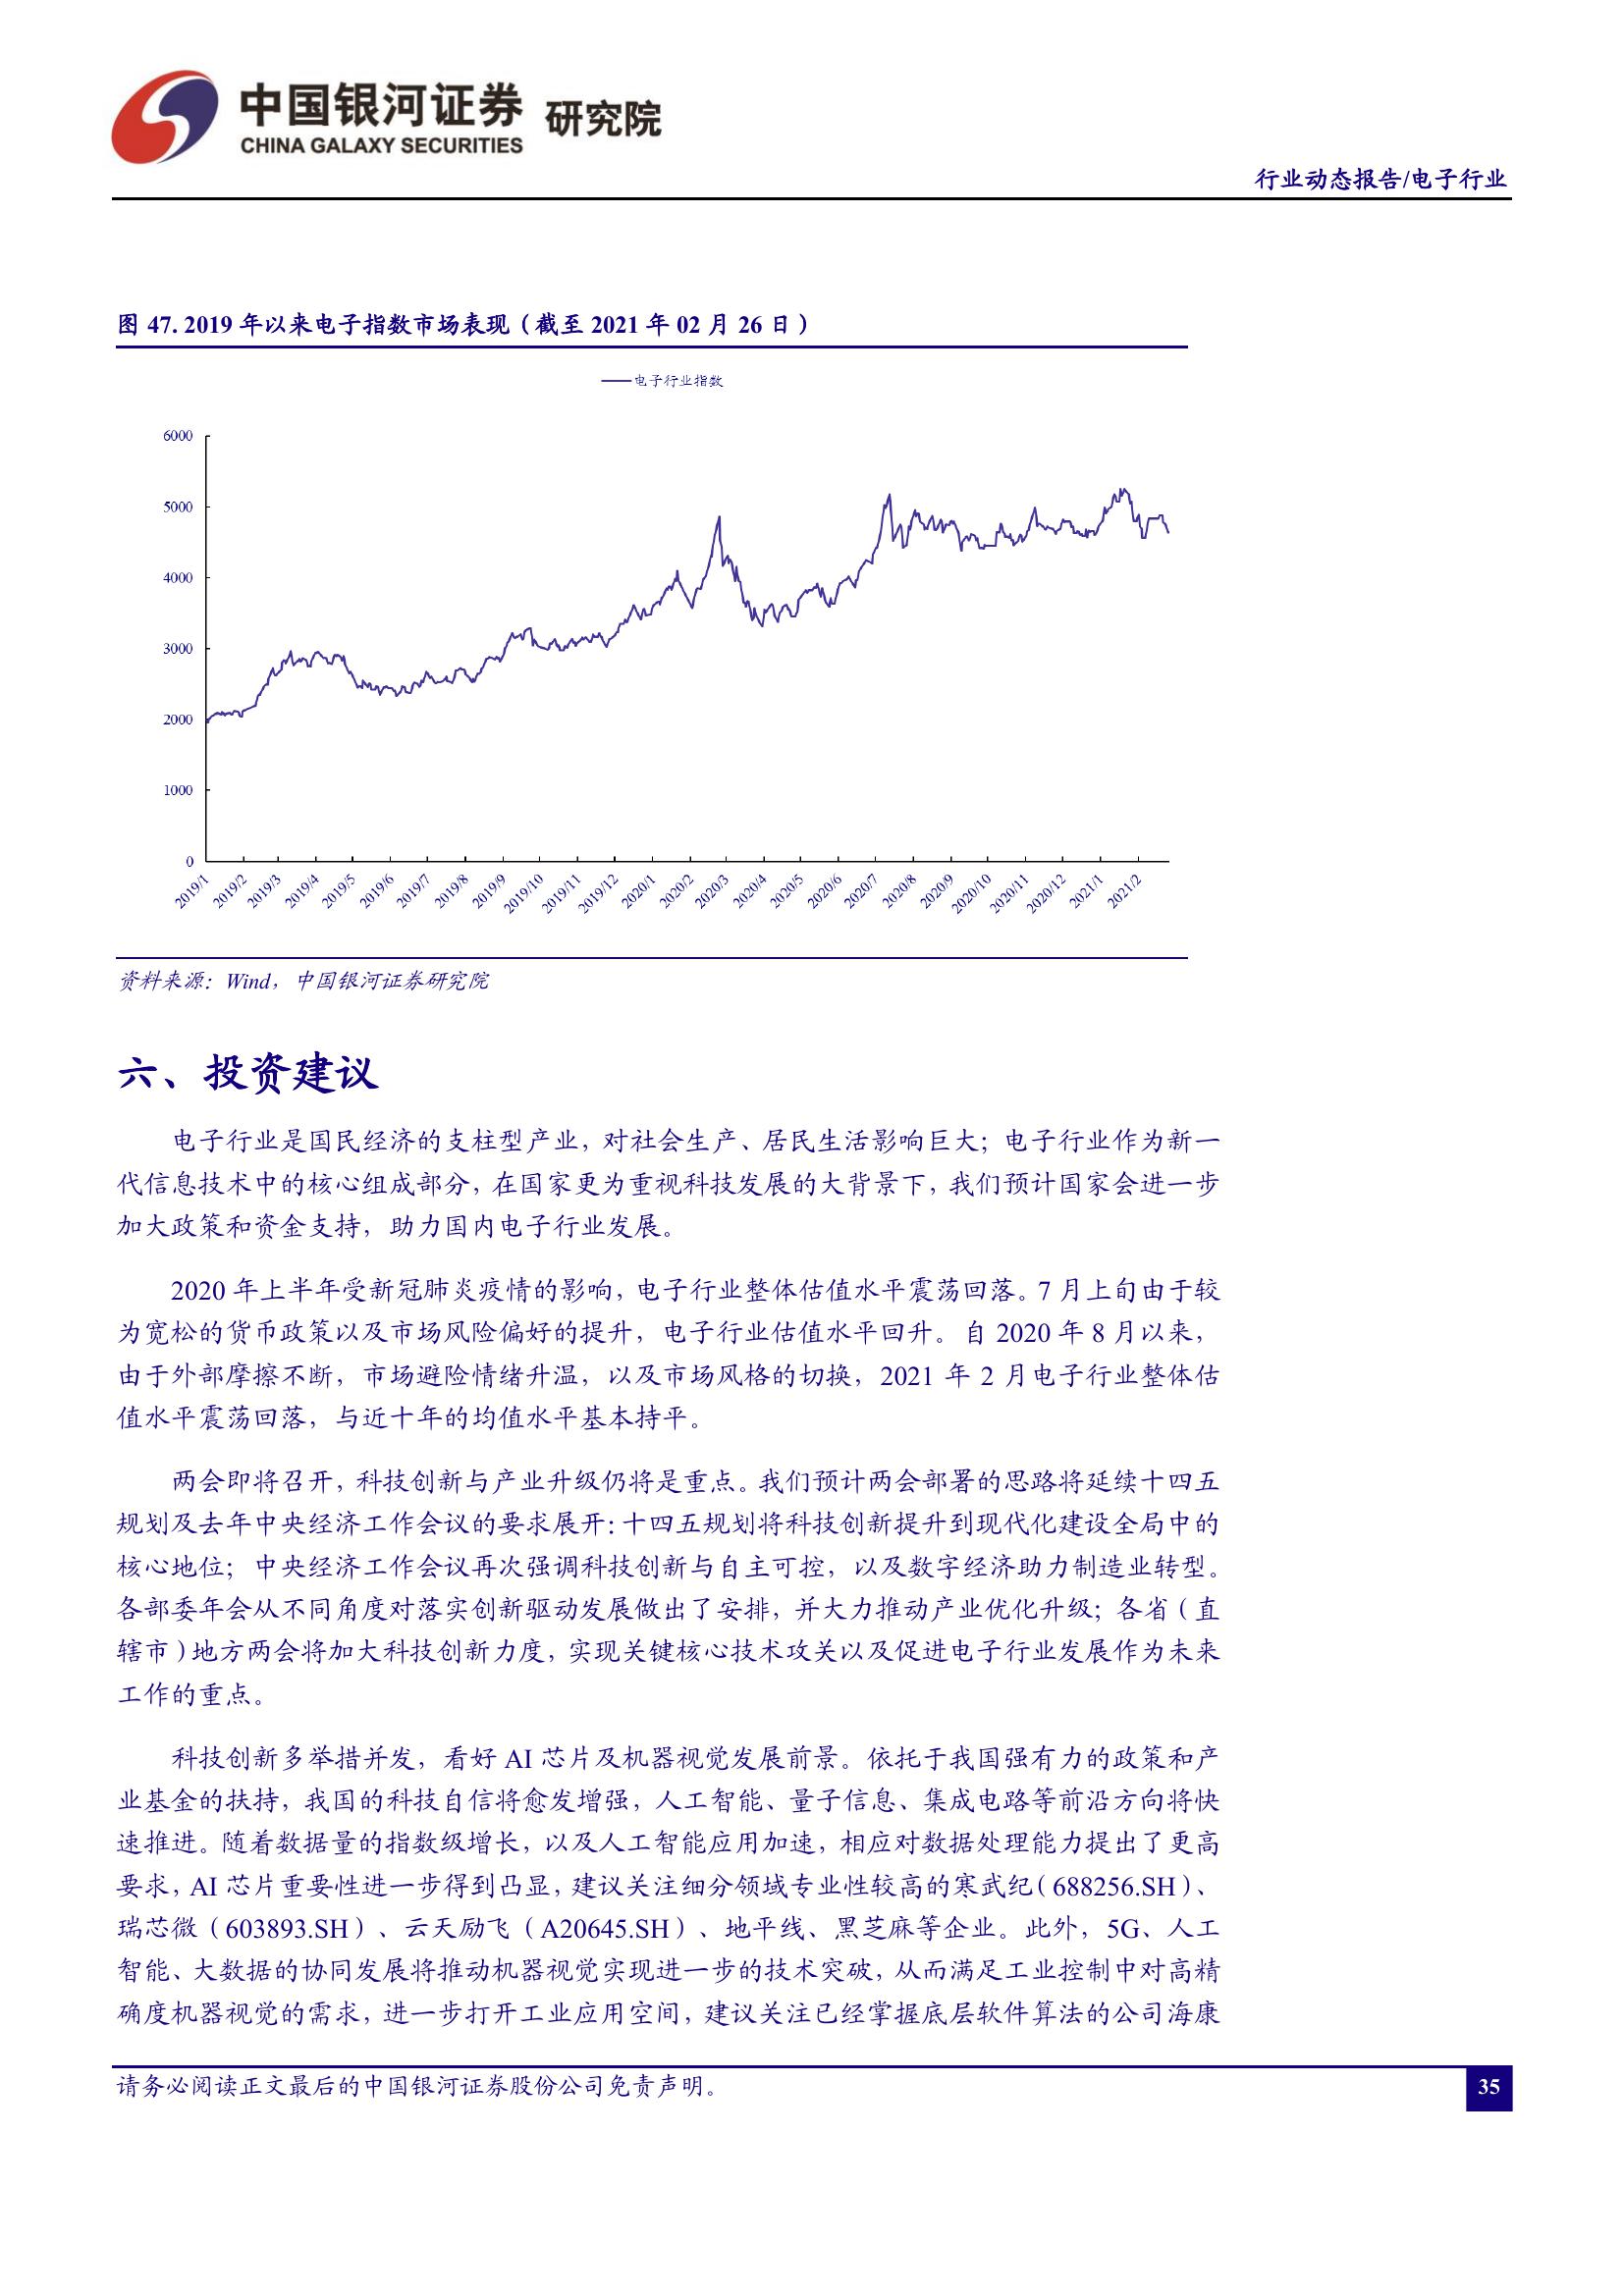 中国银河证券 研究院
CHINA GALAXY SECURITIES
行业动态报告/电子行业
图 47. 2019 年以来电子指数市场表现（截至 2021 年 02 月 26 日）
电子行业指数
6000
5000
4000
3000
2000
1000
0
2019/1 2019/2 2019/3 2019/4 2019/5 2019/6 2019/7 2019/8 2019/9 2019/10 2019/11 2019/12 2020/1 2020/2 2020/3 2020/4 2020/5 2020/6 2020/7 2020/8 2020/9 2020/10 2020/11 2020/12 2021/1 2021/2
资料来源：Wind，中国银河证券研究院
六、投资建议
电子行业是国民经济的支柱型产业，对社会生产、居民生活影响巨大；电子行业作为新一
代信息技术中的核心组成部分，在国家更为重视科技发展的大背景下，我们预计国家会进一步
加大政策和资金支持，助力国内电子行业发展。
2020 年上半年受新冠肺炎疫情的影响，电子行业整体估值水平震荡回落。7 月上旬由于较
为宽松的货币政策以及市场风险偏好的提升，电子行业估值水平回升。自 2020 年 8 月以来，
由于外部摩擦不断，市场避险情绪升温，以及市场风格的切换，2021 年 2 月电子行业整体估
值水平震荡回落，与近十年的均值水平基本持平。
两会即将召开，科技创新与产业升级仍将是重点。我们预计两会部署的思路将延续十四五
规划及去年中央经济工作会议的要求展开：十四五规划将科技创新提升到现代化建设全局中的
核心地位；中央经济工作会议再次强调科技创新与自主可控，以及数字经济助力制造业转型。
各部委年会从不同角度对落实创新驱动发展做出了安排，并大力推动产业优化升级；各省（直
辖市）地方两会将加大科技创新力度，实现关键核心技术攻关以及促进电子行业发展作为未来
工作的重点。
科技创新多举措并发，看好 AI 芯片及机器视觉发展前景。依托于我国强有力的政策和产
业基金的扶持，我国的科技自信将愈发增强，人工智能、量子信息、集成电路等前沿方向将快
速推进。随着数据量的指数级增长，以及人工智能应用加速，相应对数据处理能力提出了更高
要求，AI 芯片重要性进一步得到凸显，建议关注细分领域专业性较高的寒武纪（688256.SH）、
瑞芯微（603893.SH）、云天励飞（A20645.SH）、地平线、黑芝麻等企业。此外，5G、人工
智能、大数据的协同发展将推动机器视觉实现进一步的技术突破，从而满足工业控制中对高精
确度机器视觉的需求，进一步打开工业应用空间，建议关注已经掌握底层软件算法的公司海康
请务必阅读正文最后的中国银河证券股份公司免责声明。
35